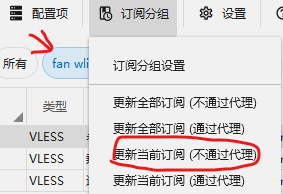 配置项 订阅分组 设置
所有 fan wli
订阅分组设置
类型
更新全部订阅 (不通过代理)
更新全部订阅 (通过代理)
VLESS
更新当前订阅 (不通过代理)
VLESS
更新当前订阅 (通过代理)
VLESS